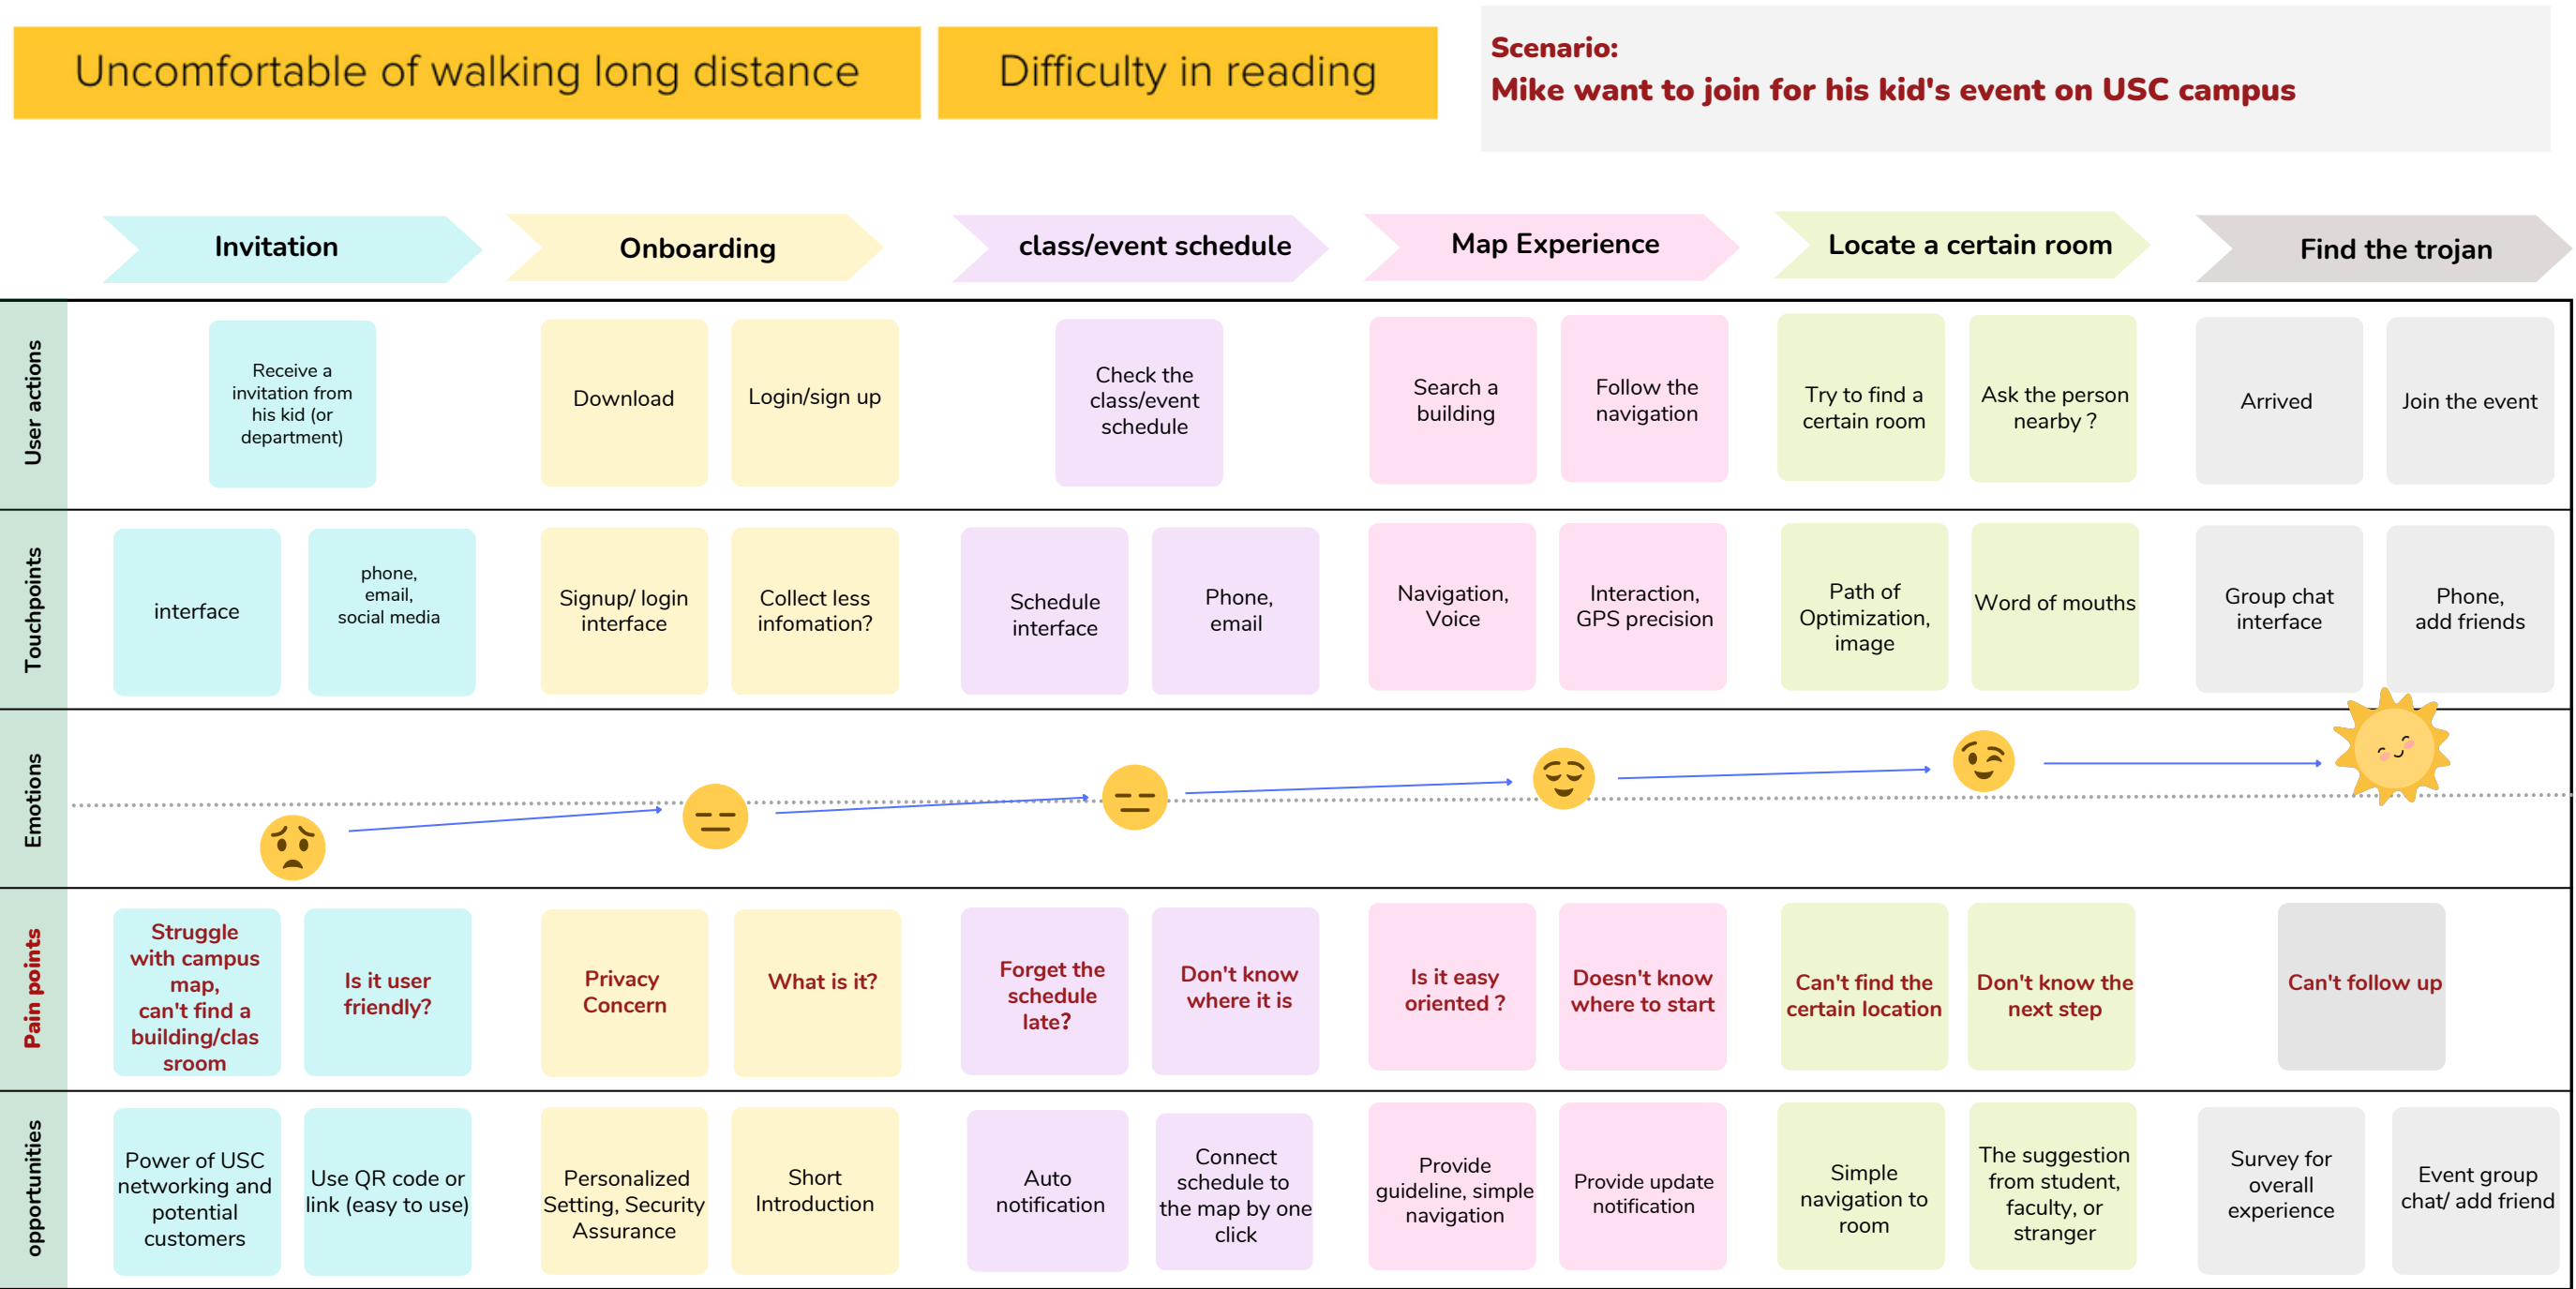 Uncomfortable of walking long distance
Difficulty in reading
Scenario:
Mike want to join for his kid's event on USC campus
Invitation
Onboarding
class/event schedule
Map Experience
Locate a certain room
Find the trojan
User actions
Receive a
invitation from
his kid (or
department)
Download
Login/sign up
Check the
class/event
schedule
Search a
building
Follow the
navigation
Try to find a
certain room
Ask the person
nearby ?
Arrived
Join the event
Touchpoints
interface
phone,
email,
social media
Signup/ login
interface
Collect less
infomation?
Schedule
interface
Phone,
email
Navigation,
Voice
Interaction,
GPS precision
Path of
Optimization,
image
Word of mouths
Group chat
interface
Phone,
add friends
Emotions
Pain points
Struggle
with campus
map,
can't find a
building/clas
sroom
Is it user
friendly?
Privacy
Concern
What is it?
Forget the
schedule
late?
Don't know
where it is
Is it easy
oriented ?
Doesn't know
where to start
Can't find the
certain location
Don't know the
next step
Can't follow up
opportunities
Power of USC
networking and
potential
customers
Use QR code or
link (easy to use)
Personalized
Setting, Security
Assurance
Short
Introduction
Auto
notification
Connect
schedule to
the map by one
click
Provide
guideline, simple
navigation
Provide update
notification
Simple
navigation to
room
The suggestion
from student,
faculty, or
stranger
Survey for
overall
experience
Event group
chat/ add friend